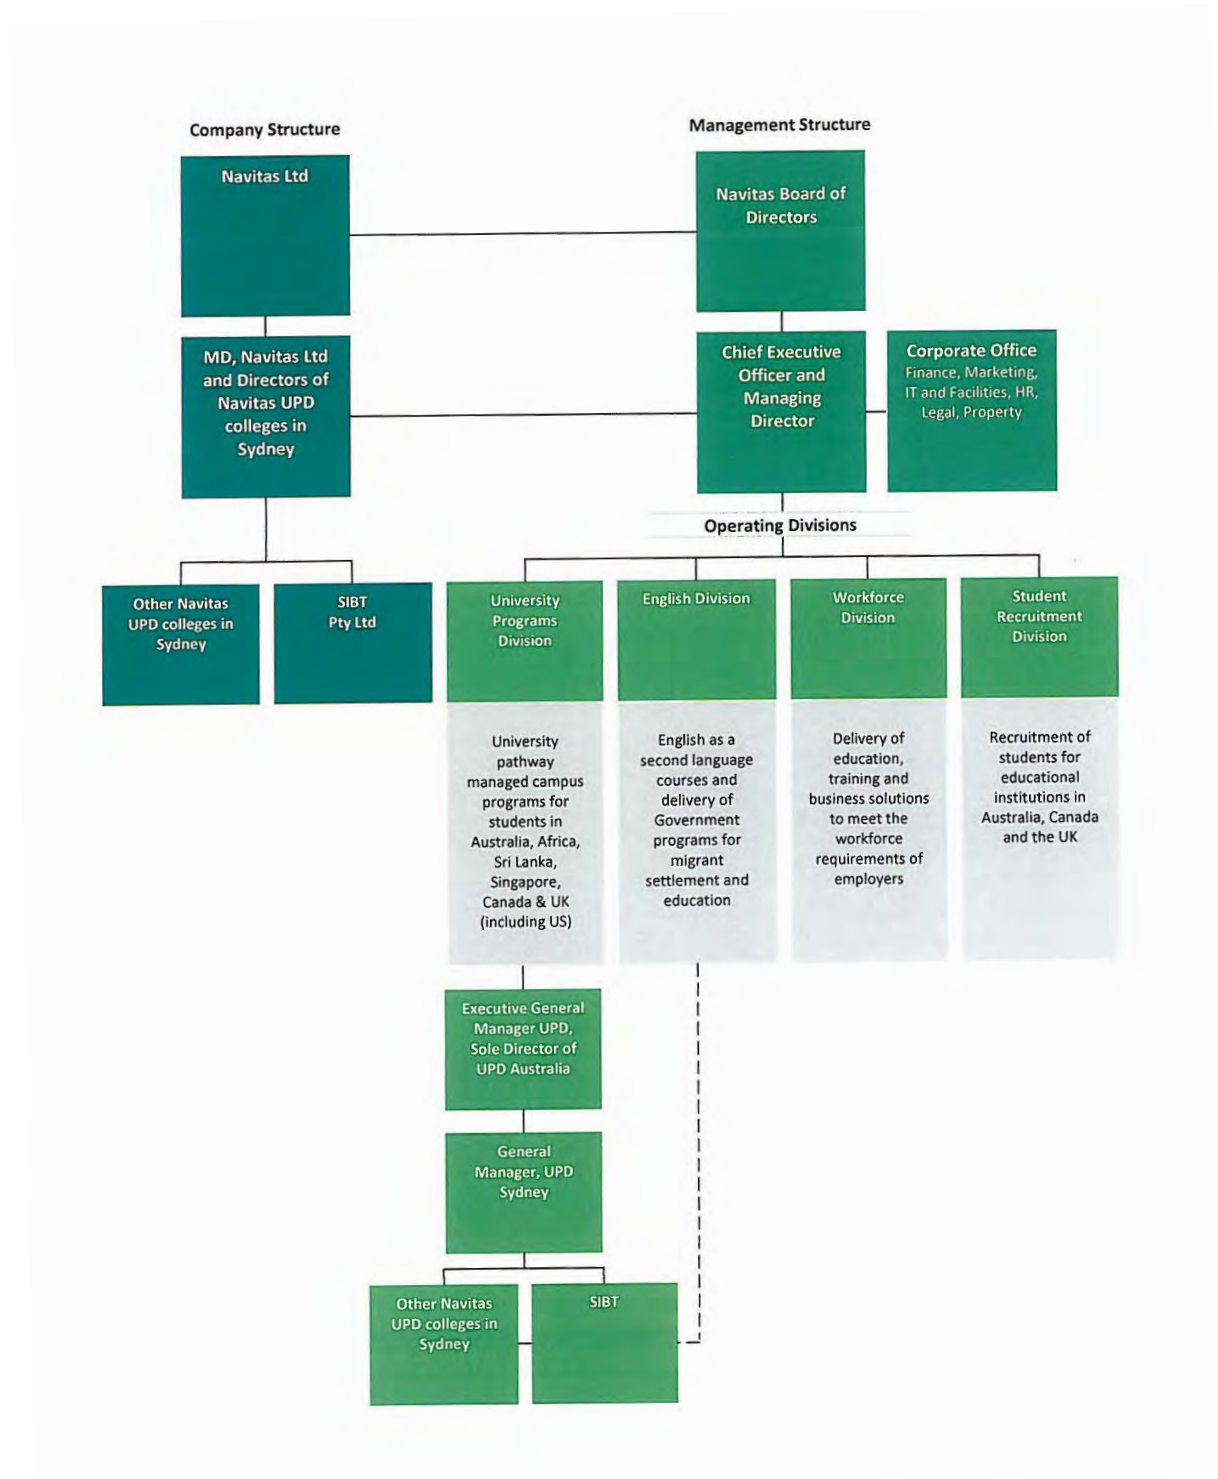 Company Structure
Management Structure
Navitas Ltd
Navitas Board of
Directors
MD, Navitas Ltd
and Directors of
Navitas UPD
colleges in
Sydney
Chief Executive
Officer and
Managing
Director
Corporate Office
Finance, Marketing,
IT and Facilities, HR,
Legal, Property
Operating Divisions
Other Navitas
UPD colleges in
Sydney
SIBT
Pty Ltd
University
Programs
Division
English Division
Workforce
Division
Student
Recruitment
Division
University
pathway
managed campus
programs for
students in
Australia, Africa,
Sri Lanka,
Singapore,
Canada & UK
(including US)
English as a
second language
courses and
delivery of
Government
programs for
migrant
settlement and
education
Delivery of
education,
training and
business solutions
to meet the
workforce
requirements of
employers
Recruitment of
students for
educational
institutions in
Australia, Canada
and the UK
Executive General
Manager UPD,
Sole Director of
UPD Australia
General
Manager, UPD
Sydney
Other Navitas
UPD colleges in
Sydney
SIBT